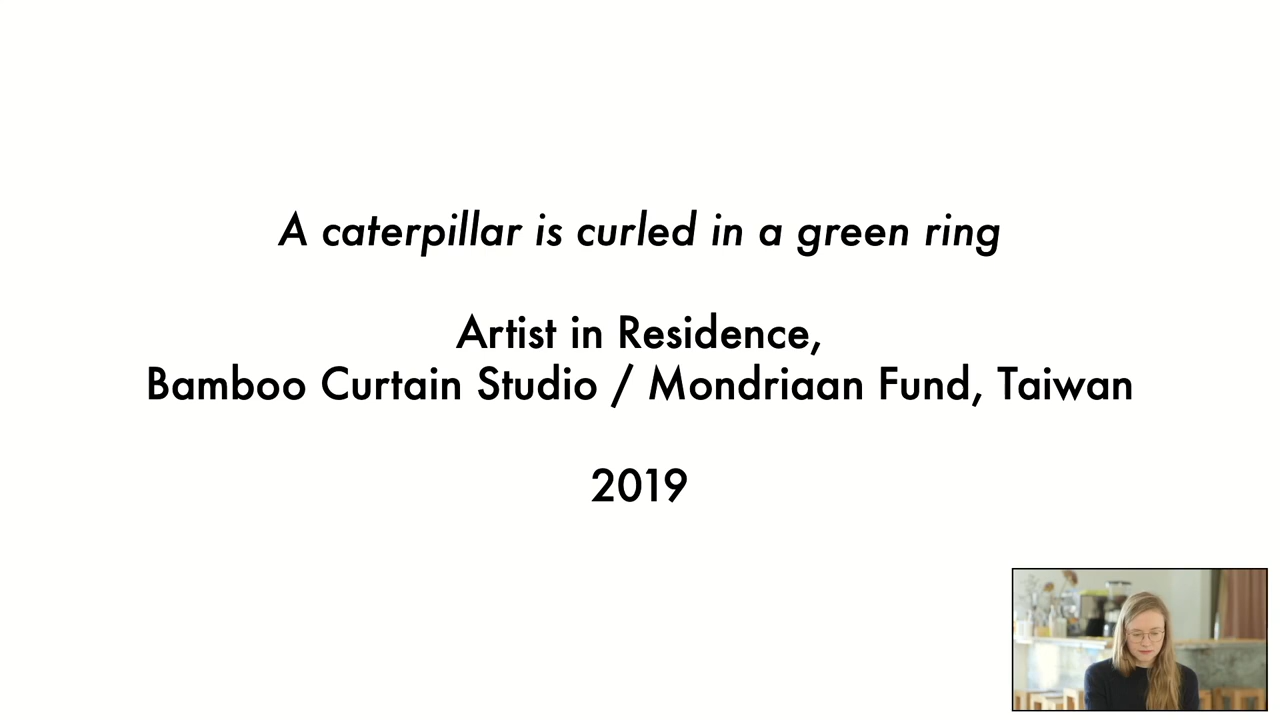 A caterpillar is curled in a green ring
Artist in Residence,
Bamboo Curtain Studio / Mondriaan Fund, Taiwan
2019